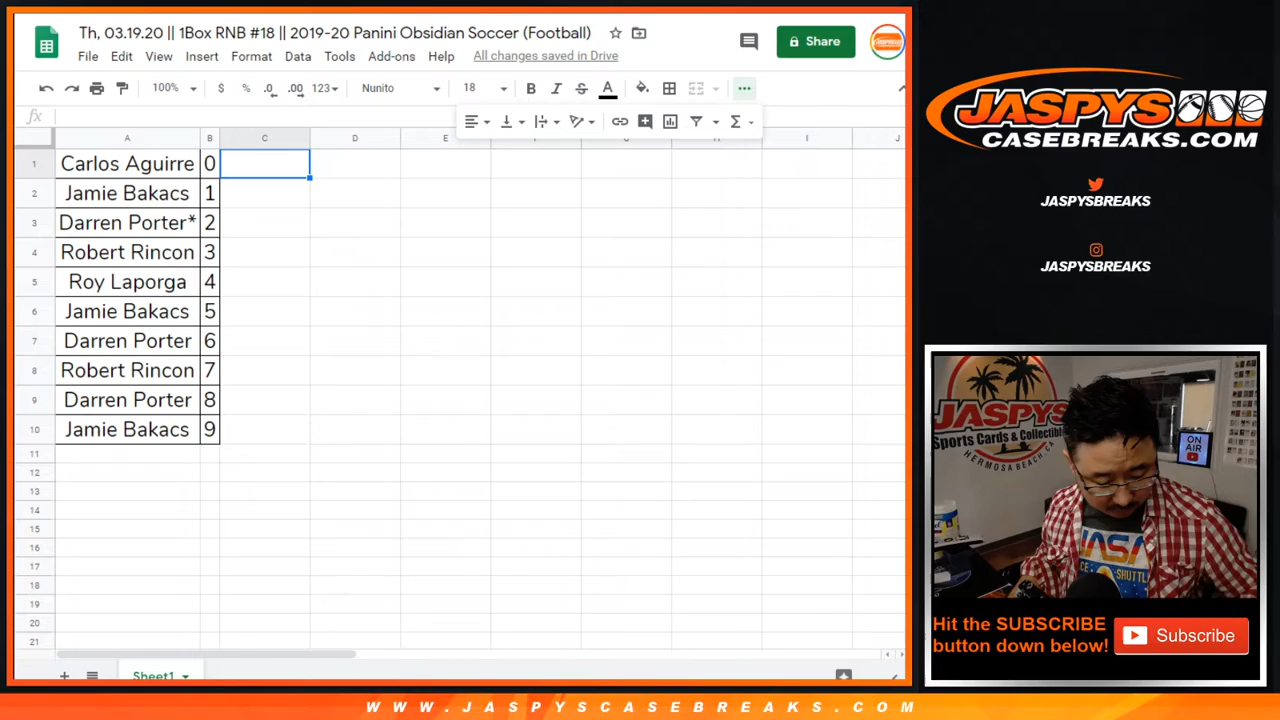 Th, 03.19.20 || 1Box RNB #18 || 2019-20 Panini Obsidian Soccer (Football)
File Edit View Insert Format Data Tools Add-ons Help All changes saved in Drive
Share
100% $ % .0 .00 123 Nunito 18 B I S A
fx
A B C D E I
1 Carlos Aguirre 0
2 Jamie Bakacs 1
3 Darren Porter* 2
4 Robert Rincon 3
5 Roy Laporga 4
6 Jamie Bakacs 5
7 Darren Porter 6
8 Robert Rincon 7
9 Darren Porter 8
10 Jamie Bakacs 9
11
12
13
14
15
16
17
18
19
20
21
Sheet1
JASPYS
CASEBREAKS.COM
JASPYSBREAKS
JASPYSBREAKS
JASPYS
Sports Cards & Collectibles
HERMOSA BEACH, CA
ON
AIR
NASA
SHUTTL
Hit the SUBSCRIBE
button down below!
Subscribe
WWW.JASPYSCASEBREAKS.COM